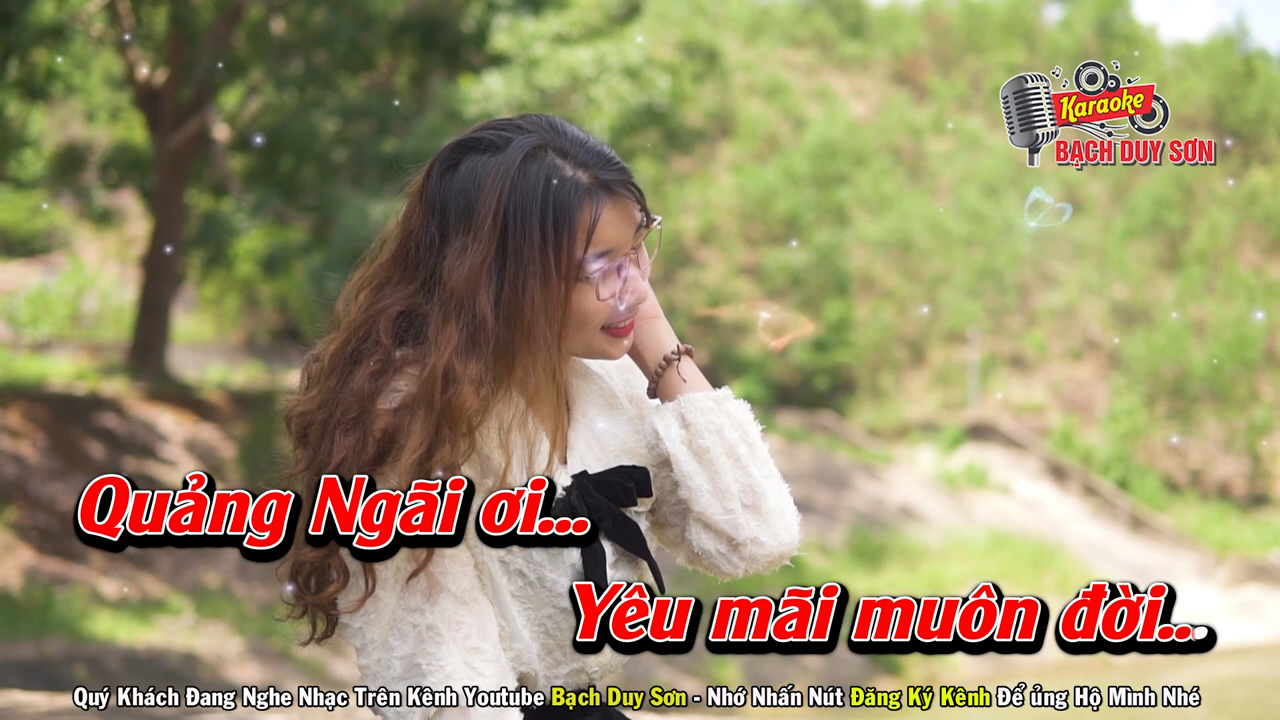 Karaoke
BẠCH DUY SƠN
Quảng Ngãi ơi...
Yêu mãi muôn đời...
Quý Khách Đang Nghe Nhạc Trên Kênh Youtube Bạch Duy Sơn - Nhớ Nhấn Nút Đăng Ký Kênh Để ủng Hộ Mình Nhé